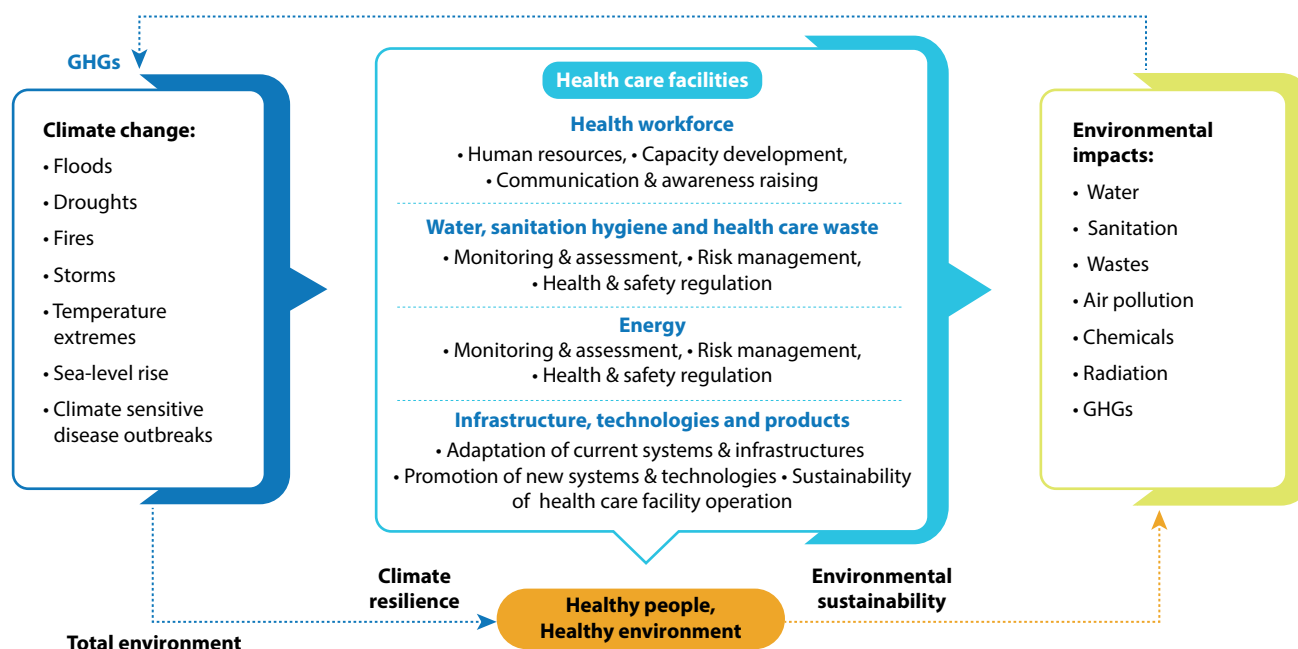 GHGs
Climate change:
• Floods
• Droughts
• Fires
• Storms
• Temperature
extremes
• Sea-level rise
• Climate sensitive
disease outbreaks
Health care facilities
Health workforce
• Human resources, • Capacity development,
• Communication & awareness raising
Water, sanitation hygiene and health care waste
• Monitoring & assessment, • Risk management,
• Health & safety regulation
Energy
• Monitoring & assessment, • Risk management,
• Health & safety regulation
Infrastructure, technologies and products
• Adaptation of current systems & infrastructures
• Promotion of new systems & technologies • Sustainability
of health care facility operation
Environmental
impacts:
• Water
• Sanitation
• Wastes
• Air pollution
• Chemicals
• Radiation
• GHGs
Climate
resilience
Healthy people,
Healthy environment
Environmental
sustainability
Total environment